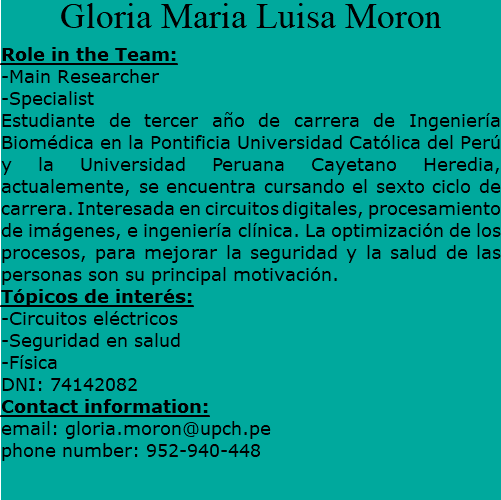 Gloria Maria Luisa Moron
Role in the Team:
-Main Researcher
-Specialist
Estudiante de tercer año de carrera de Ingeniería
Biomédica en la Pontificia Universidad Católica del Perú
y la Universidad Peruana Cayetano Heredia,
actualemente, se encuentra cursando el sexto ciclo de
carrera. Interesada en circuitos digitales, procesamiento
de imágenes, e ingeniería clínica. La optimización de los
procesos, para mejorar la seguridad y la salud de las
personas son su principal motivación.
Tópicos de interés:
-Circuitos eléctricos
-Seguridad en salud
-Física
DNI: 74142082
Contact information:
email: gloria.moron@upch.pe
phone number: 952-940-448